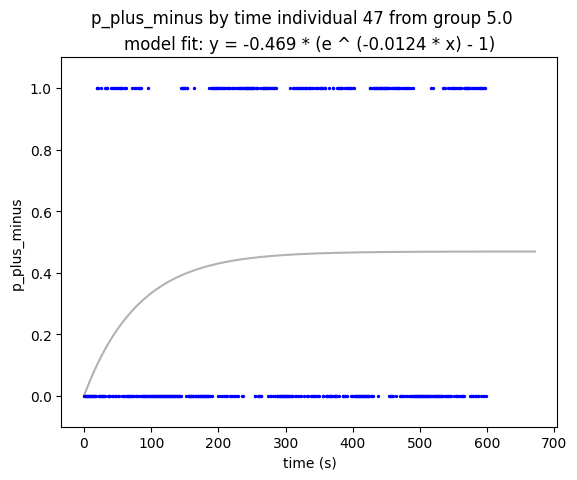 p_plus_minus by time individual 47 from group 5.0
model fit: y = -0.469 * (e ^ (-0.0124 * x) - 1)
1.0
0.8
0.6
0.4
0.2
0.0
p_plus_minus
0 100 200 300 400 500 600 700
time (s)